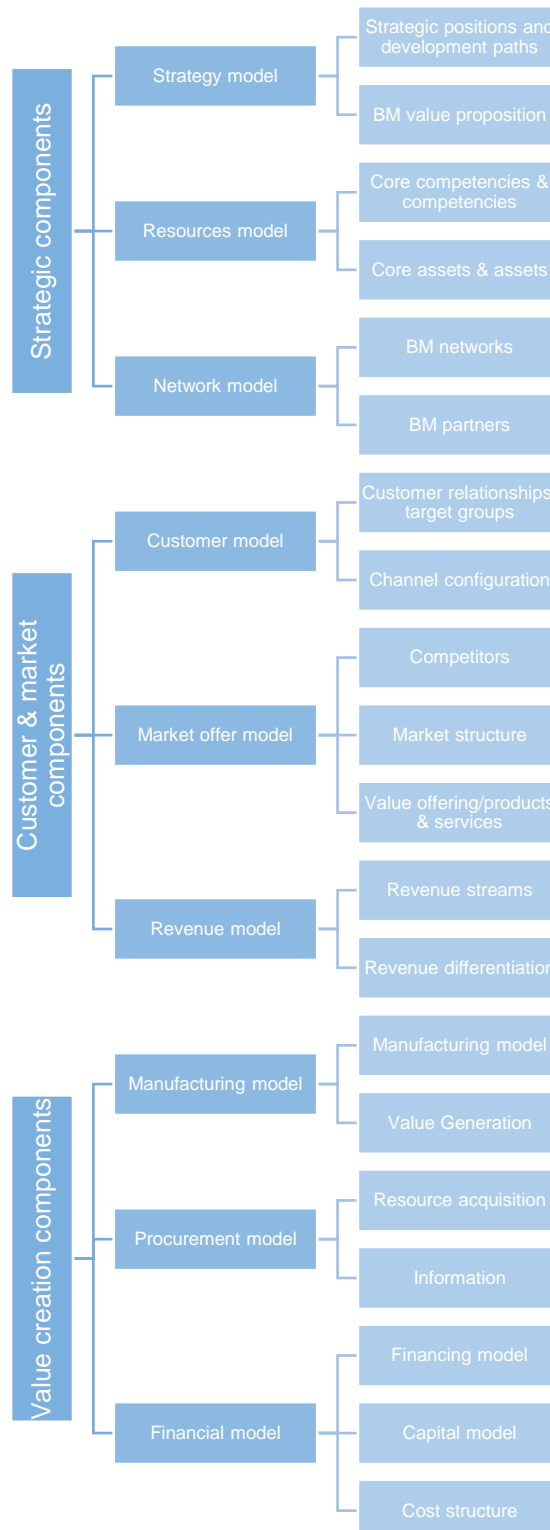 Strategic components
Strategy model
Strategic positions and
development paths
BM value proposition
Resources model
Core competencies &
competencies
Core assets & assets
Network model
BM networks
BM partners
Customer & market
components
Customer model
Customer relationships
target groups
Channel configuration
Market offer model
Competitors
Market structure
Value offering/products
& services
Revenue model
Revenue streams
Revenue differentiation
Value creation components
Manufacturing model
Manufacturing model
Value Generation
Procurement model
Resource acquisition
Information
Financial model
Financing model
Capital model
Cost structure